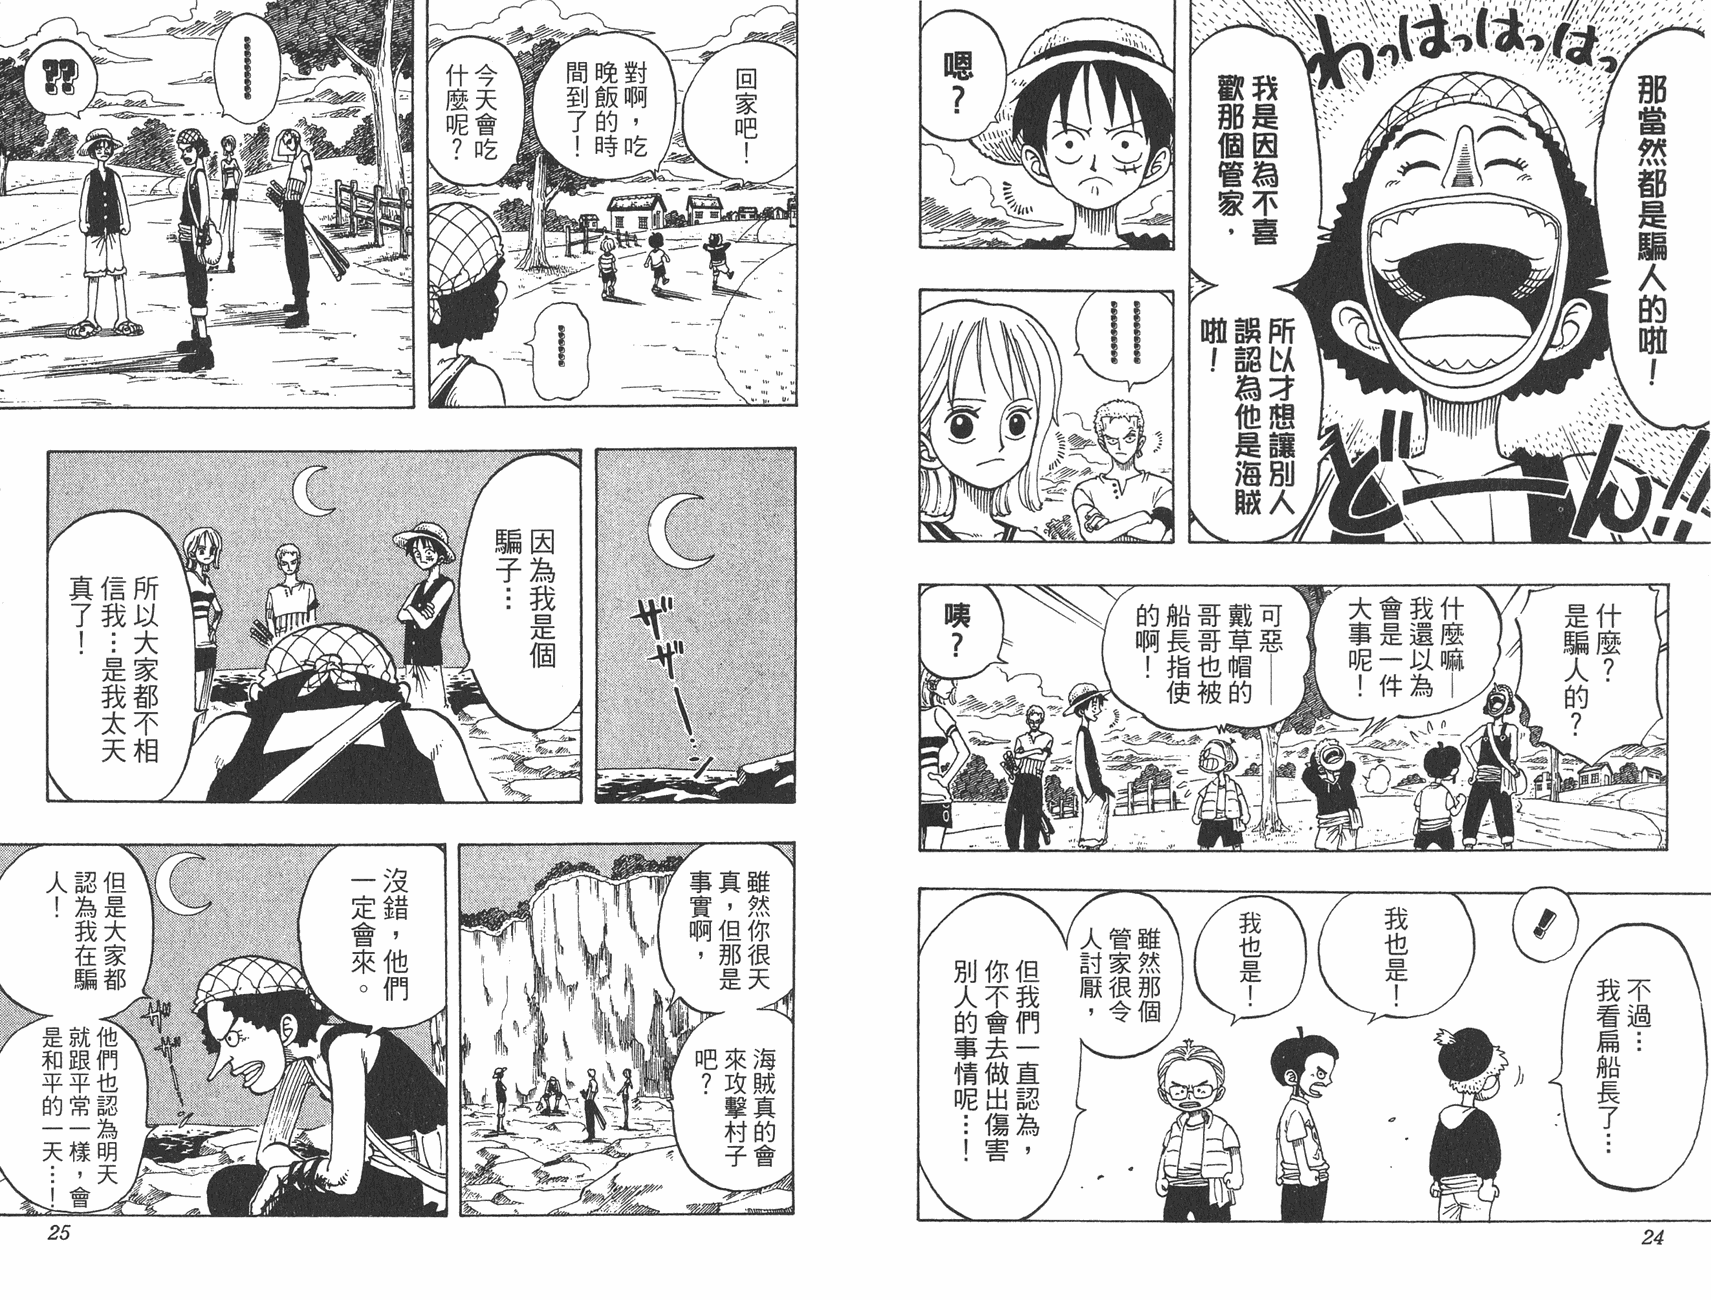 わっはっはっはっ
那當然都是騙人的啦！
我是因為不喜
歡那個管家，
所以才想讓別人
誤認為他是海賊
啦！
どーん!!
嗯？
………………
什麼？
是騙人的？
什麼嘛—
我還以為
會是一件
大事呢！
可惡—
戴草帽的
哥哥也被
船長指使
的啊！
咦？
不過…
我看扁船長了…
！
我也是！
我也是！
雖然那個
管家很令
人討厭，
但我們一直認為，
你不會去做出傷害
別人的事情呢…！
24
回家吧！
對啊，吃
晚飯的時
間到了！
今天會吃
什麼呢？
………
………
??
ザザ———ん
因為我是個
騙子…
所以大家都不相
信我…是我太天
真了！
雖然你很天
真，但那是
事實啊，
海賊真的會
來攻擊村子
吧？
沒錯，他們
一定會來。
但是大家都
認為我在騙
人！
ザザ———ん
他們也認為明天
就跟平常一樣，會
是和平的一天…！
25